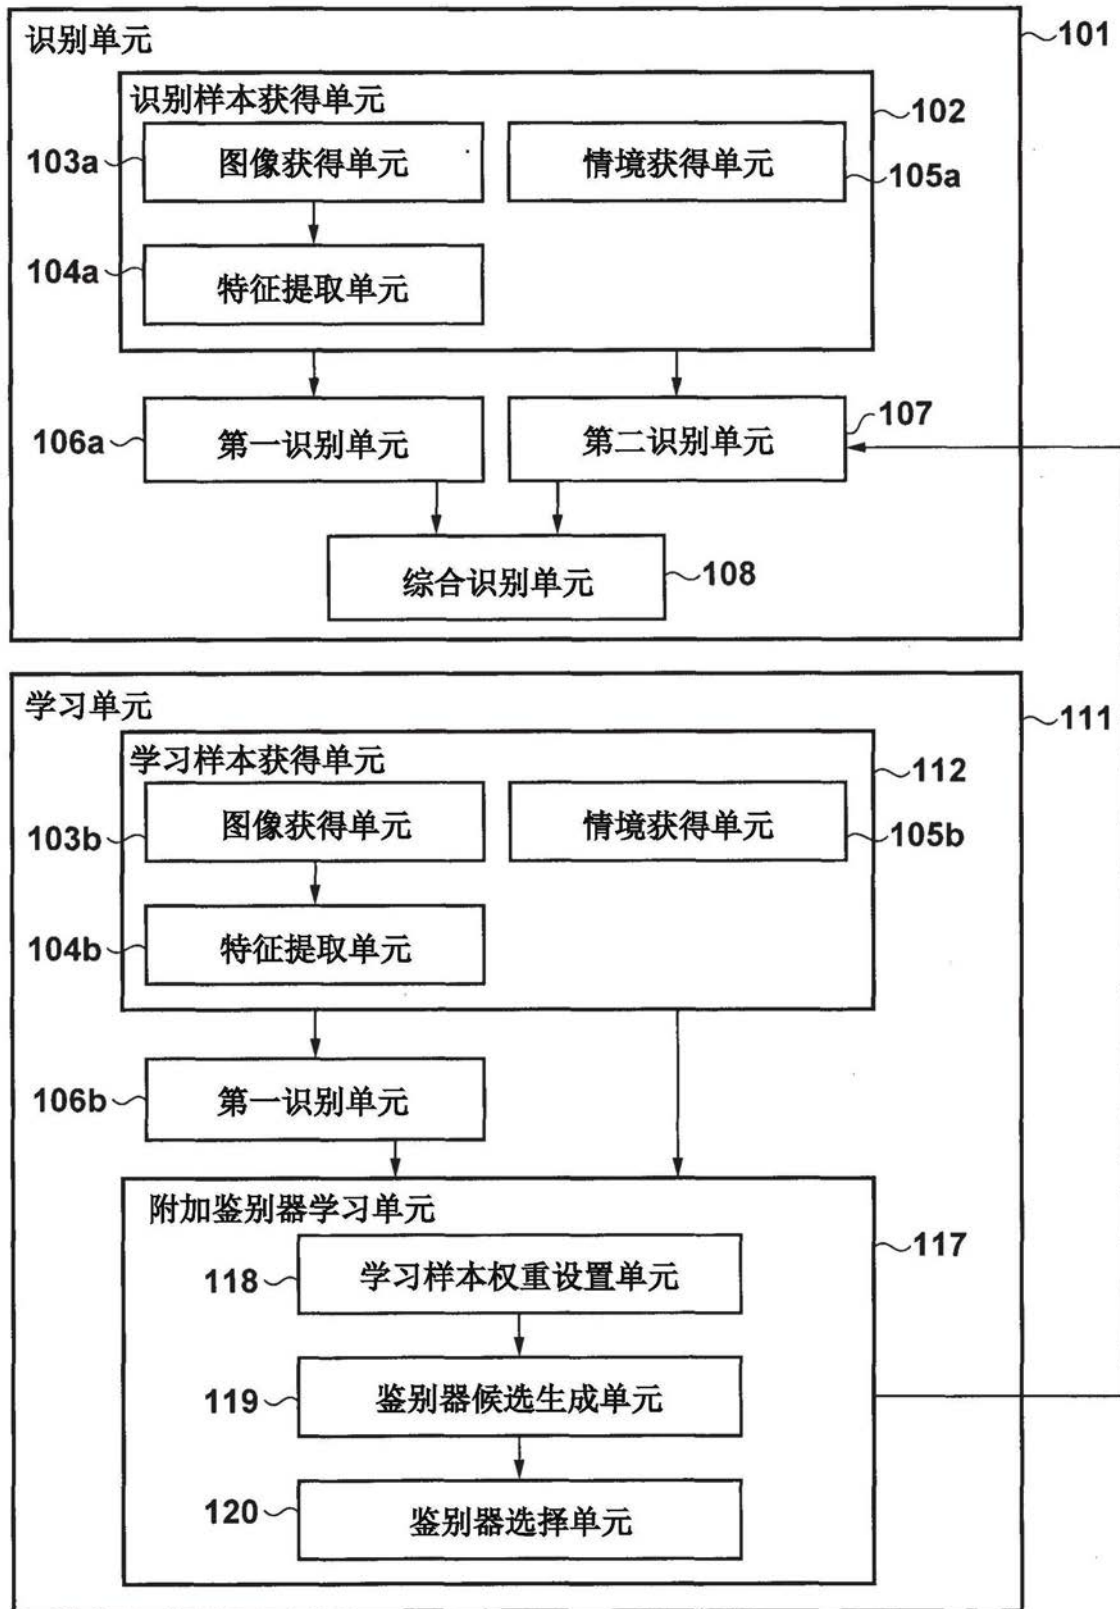 识别单元
101
识别样本获得单元
102
103a
图像获得单元
情境获得单元
105a
104a
特征提取单元
106a
第一识别单元
第二识别单元
107
综合识别单元
108
学习单元
111
学习样本获得单元
112
103b
图像获得单元
情境获得单元
105b
104b
特征提取单元
106b
第一识别单元
附加鉴别器学习单元
117
118
学习样本权重设置单元
119
鉴别器候选生成单元
120
鉴别器选择单元